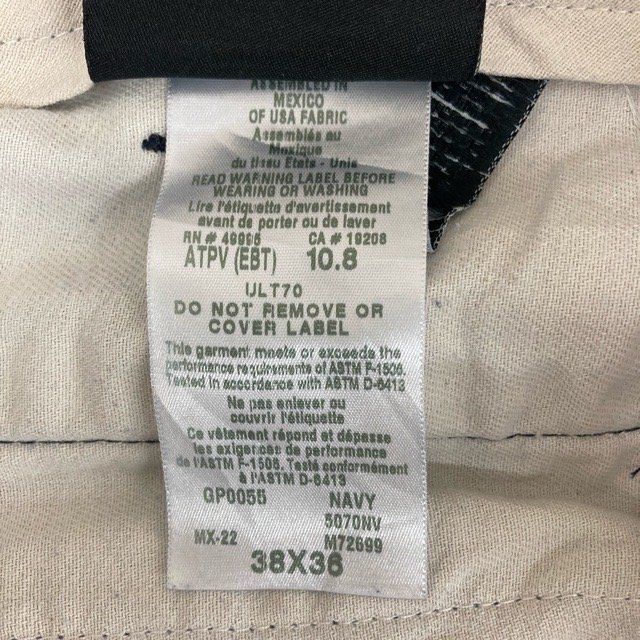 ASSEMBLED IN
MEXICO
OF USA FABRIC
Assemblés au
Mexique
du tissu Etats - Unis
READ WARNING LABEL BEFORE
WEARING OR WASHING
Lire l'étiquette d'avertissement
avant de porter ou de laver
RN # 49995 CA # 19208
ATPV (EBT) 10.8
ULT70
DO NOT REMOVE OR
COVER LABEL
This garment meets or exceeds the
performance requirements of ASTM F-1506.
Tested in accordance with ASTM D-6413
Ne pas enlever ou
couvrir l'étiquette
Ce vêtement répond et dépasse
les exigences de performance
de l'ASTM F-1506. Testé conformément
à l'ASTM D-6413
GP0055 NAVY
5070NV
MX-22 M72699
38X36